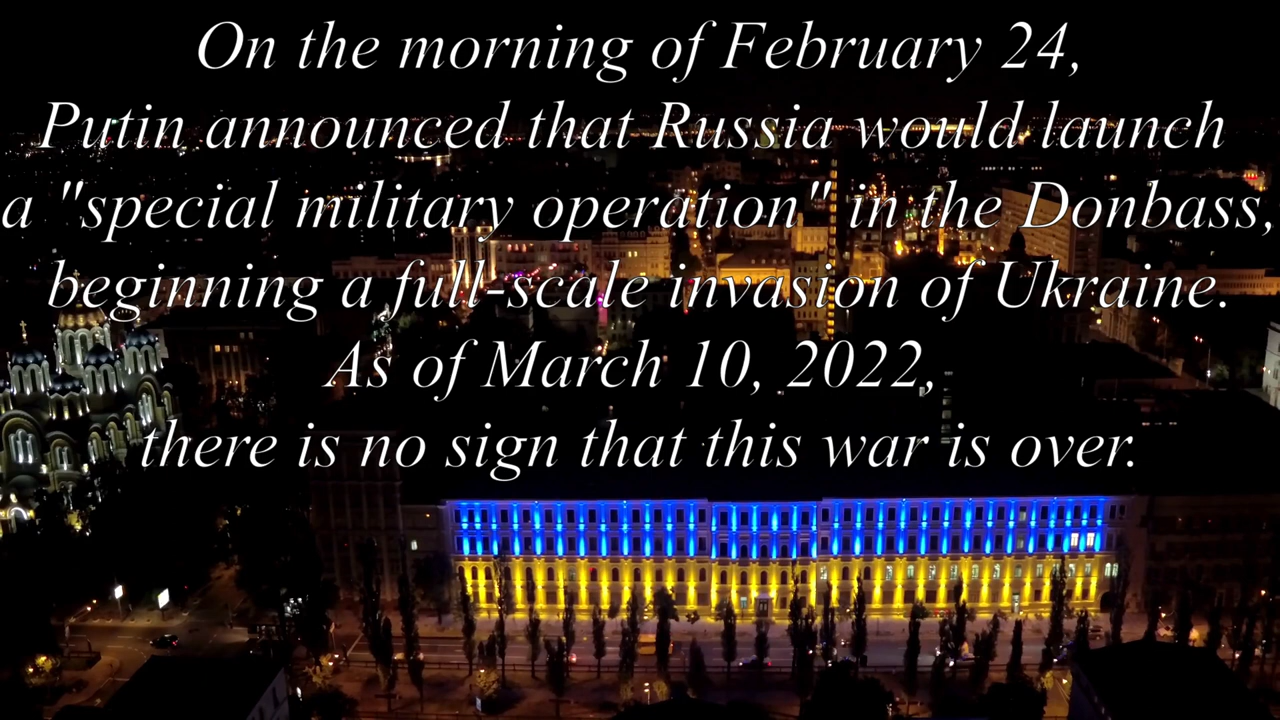 On the morning of February 24,
Putin announced that Russia would launch
a "special military operation" in the Donbass,
beginning a full-scale invasion of Ukraine.
As of March 10, 2022,
there is no sign that this war is over.